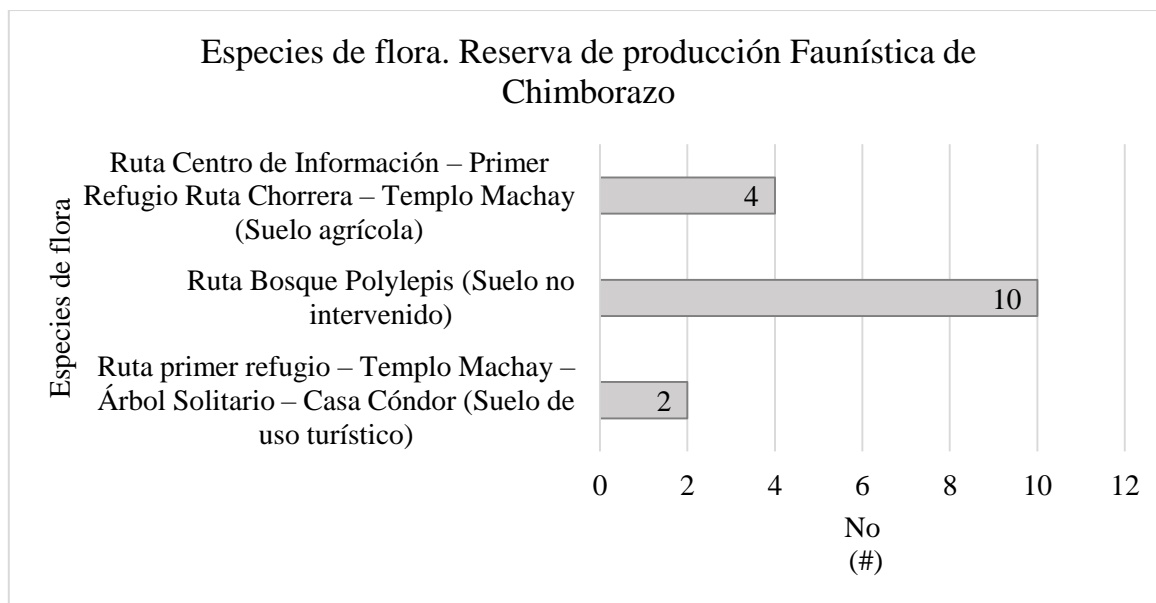 Especies de flora. Reserva de producción Faunística de
Chimborazo
Especies de flora
Ruta Centro de Información – Primer
Refugio Ruta Chorrera – Templo Machay
(Suelo agrícola)
4
Ruta Bosque Polylepis (Suelo no
intervenido)
10
Ruta primer refugio – Templo Machay –
Árbol Solitario – Casa Cóndor (Suelo de
uso turístico)
2
0 2 4 6 8 10 12
No
(#)